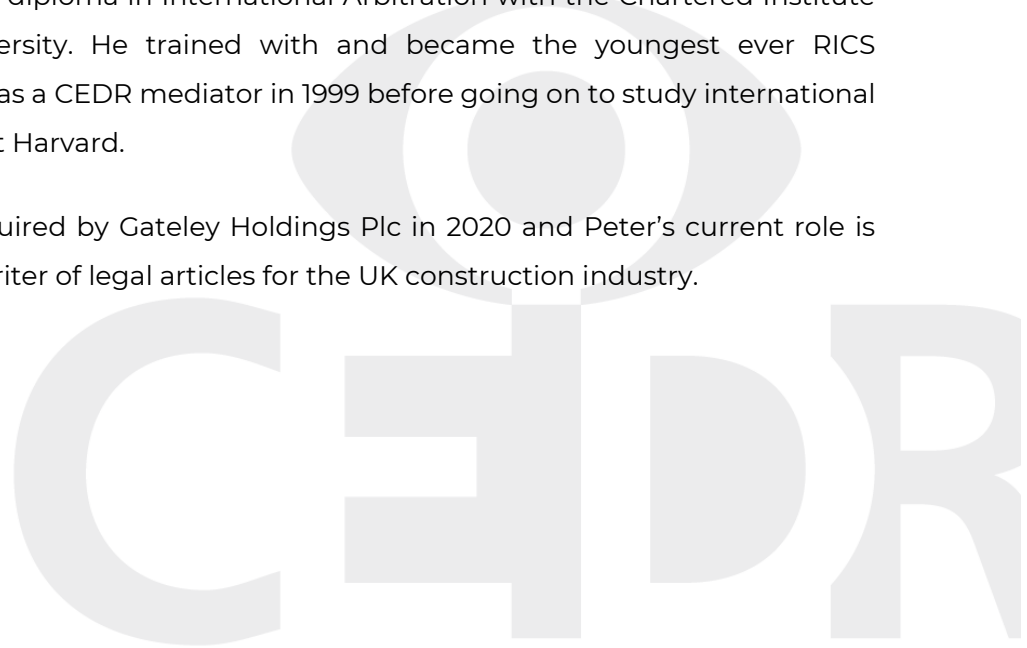 diploma in International Arbitration with the Chartered Institute
ersity. He trained with and became the youngest ever RICS
as a CEDR mediator in 1999 before going on to study international
t Harvard.
uired by Gateley Holdings Plc in 2020 and Peter’s current role is
riter of legal articles for the UK construction industry.
CEDR